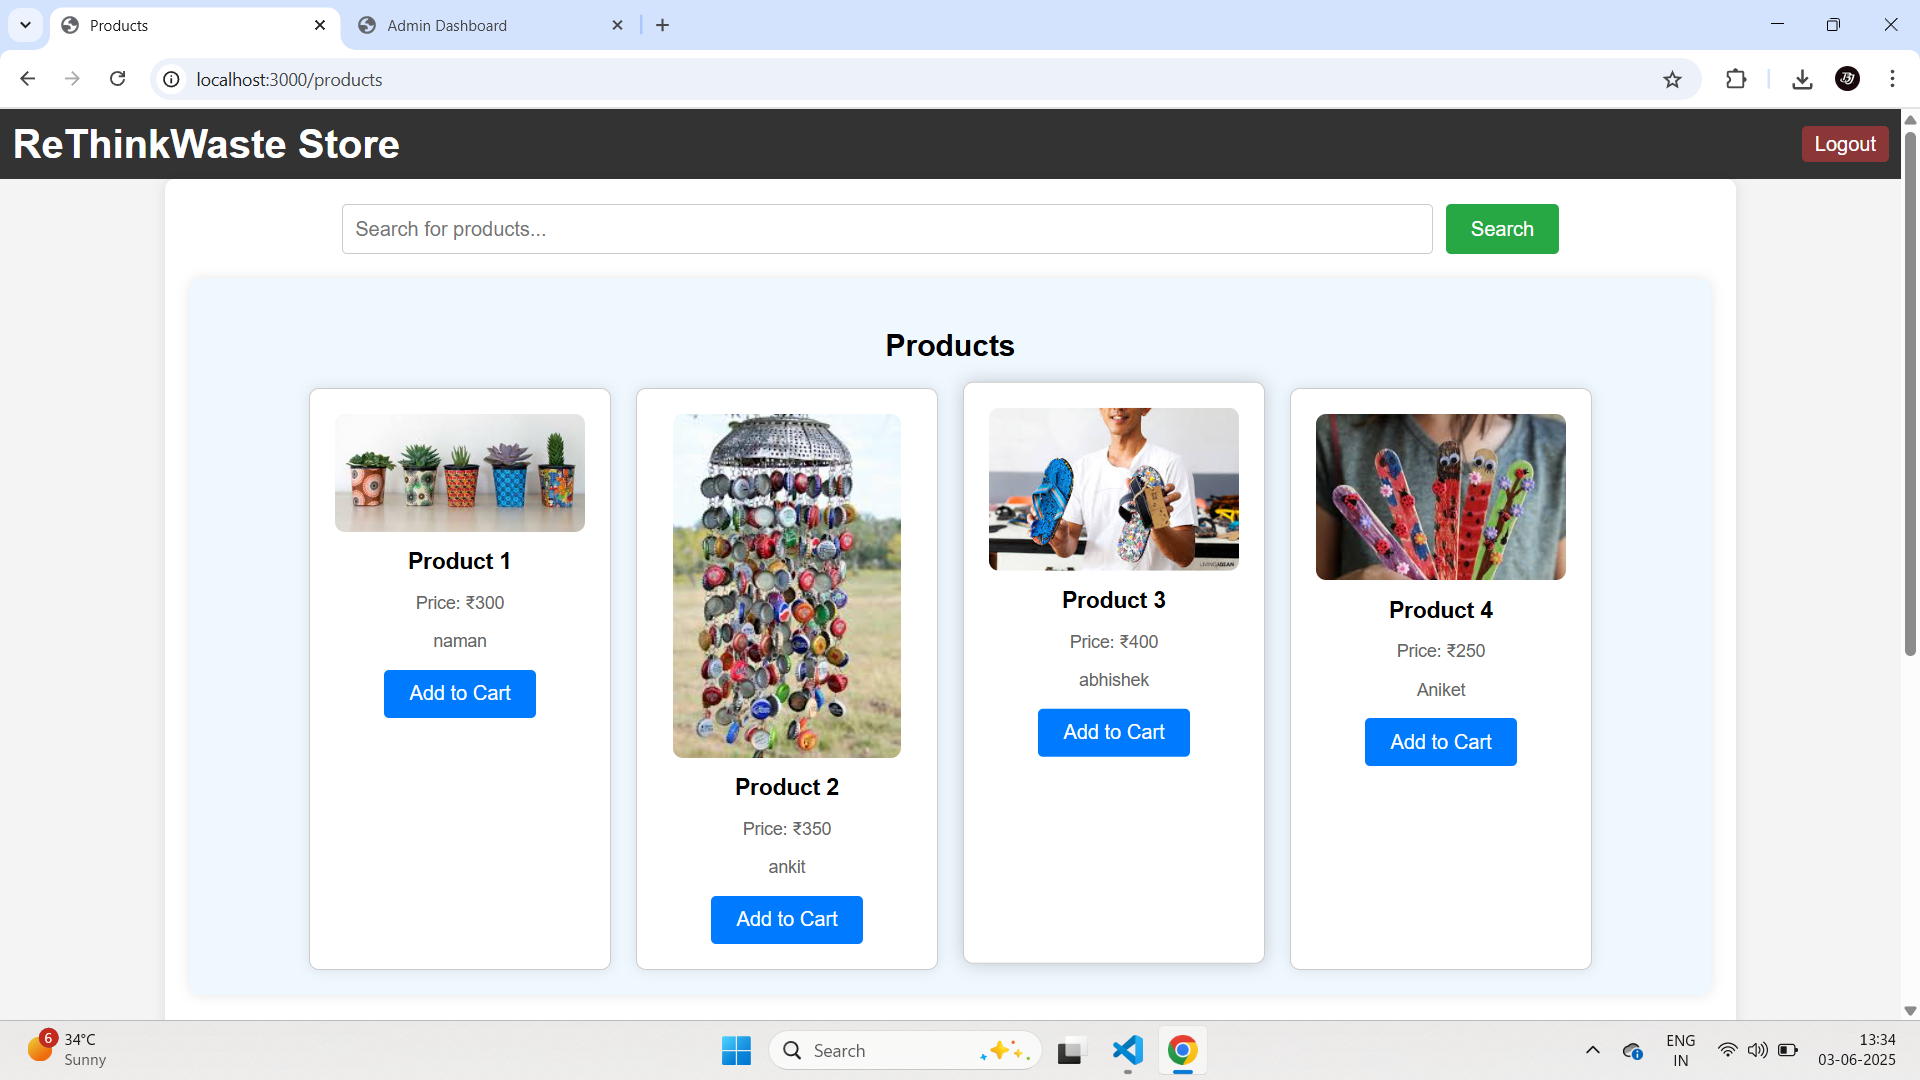 Products
Admin Dashboard
localhost:3000/products
ReThinkWaste Store
Logout
Search for products...
Search
Products
Product 1
Price: ₹300
naman
Add to Cart
Product 2
Price: ₹350
ankit
Add to Cart
LIVING ASEAN
Product 3
Price: ₹400
abhishek
Add to Cart
Product 4
Price: ₹250
Aniket
Add to Cart
6
34°C
Sunny
Search
ENG
IN
13:34
03-06-2025